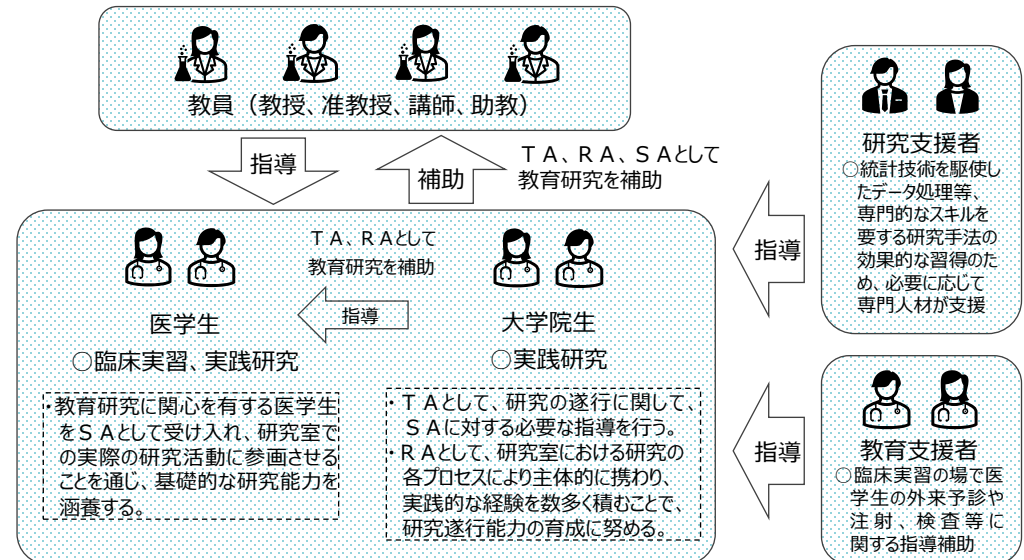 教員（教授、准教授、講師、助教）
指導
補助
ＴＡ、ＲＡ、ＳＡとして
教育研究を補助
ＴＡ、ＲＡとして
教育研究を補助
指導
医学生
○臨床実習、実践研究
・教育研究に関心を有する医学生
をＳＡとして受け入れ、研究室で
の実際の研究活動に参画させる
ことを通じ、基礎的な研究能力を
涵養する。
大学院生
○実践研究
・ＴＡとして、研究の遂行に関して、
ＳＡに対する必要な指導を行う。
・ＲＡとして、研究室における研究の
各プロセスにより主体的に携わり、
実践的な経験を数多く積むことで、
研究遂行能力の育成に努める。
指導
研究支援者
○統計技術を駆使し
たデータ処理等、
専門的なスキルを
要する研究手法の
効果的な習得のた
め、必要に応じて
専門人材が支援
指導
教育支援者
○臨床実習の場で医
学生の外来予診や
注射、検査等に
関する指導補助